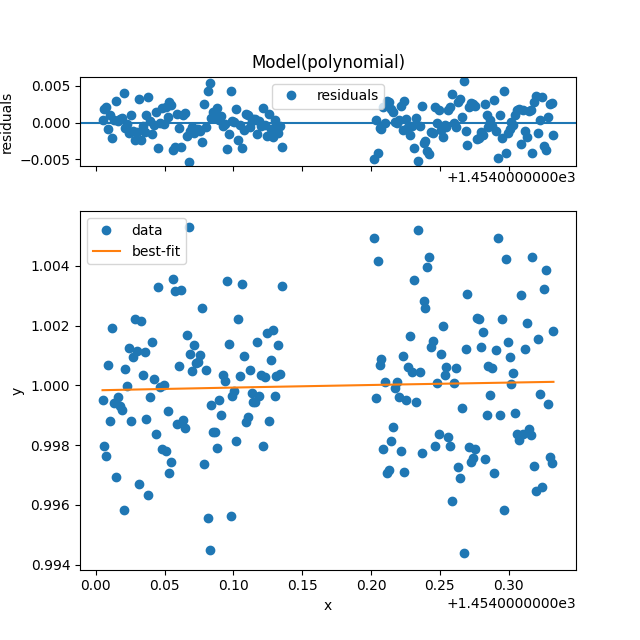 Model(polynomial)
residuals
0.005
0.000
−0.005
residuals
+1.4540000000e3
y
1.004
1.002
1.000
0.998
0.996
0.994
data
best-fit
0.00 0.05 0.10 0.15 0.20 0.25 0.30
x
+1.4540000000e3